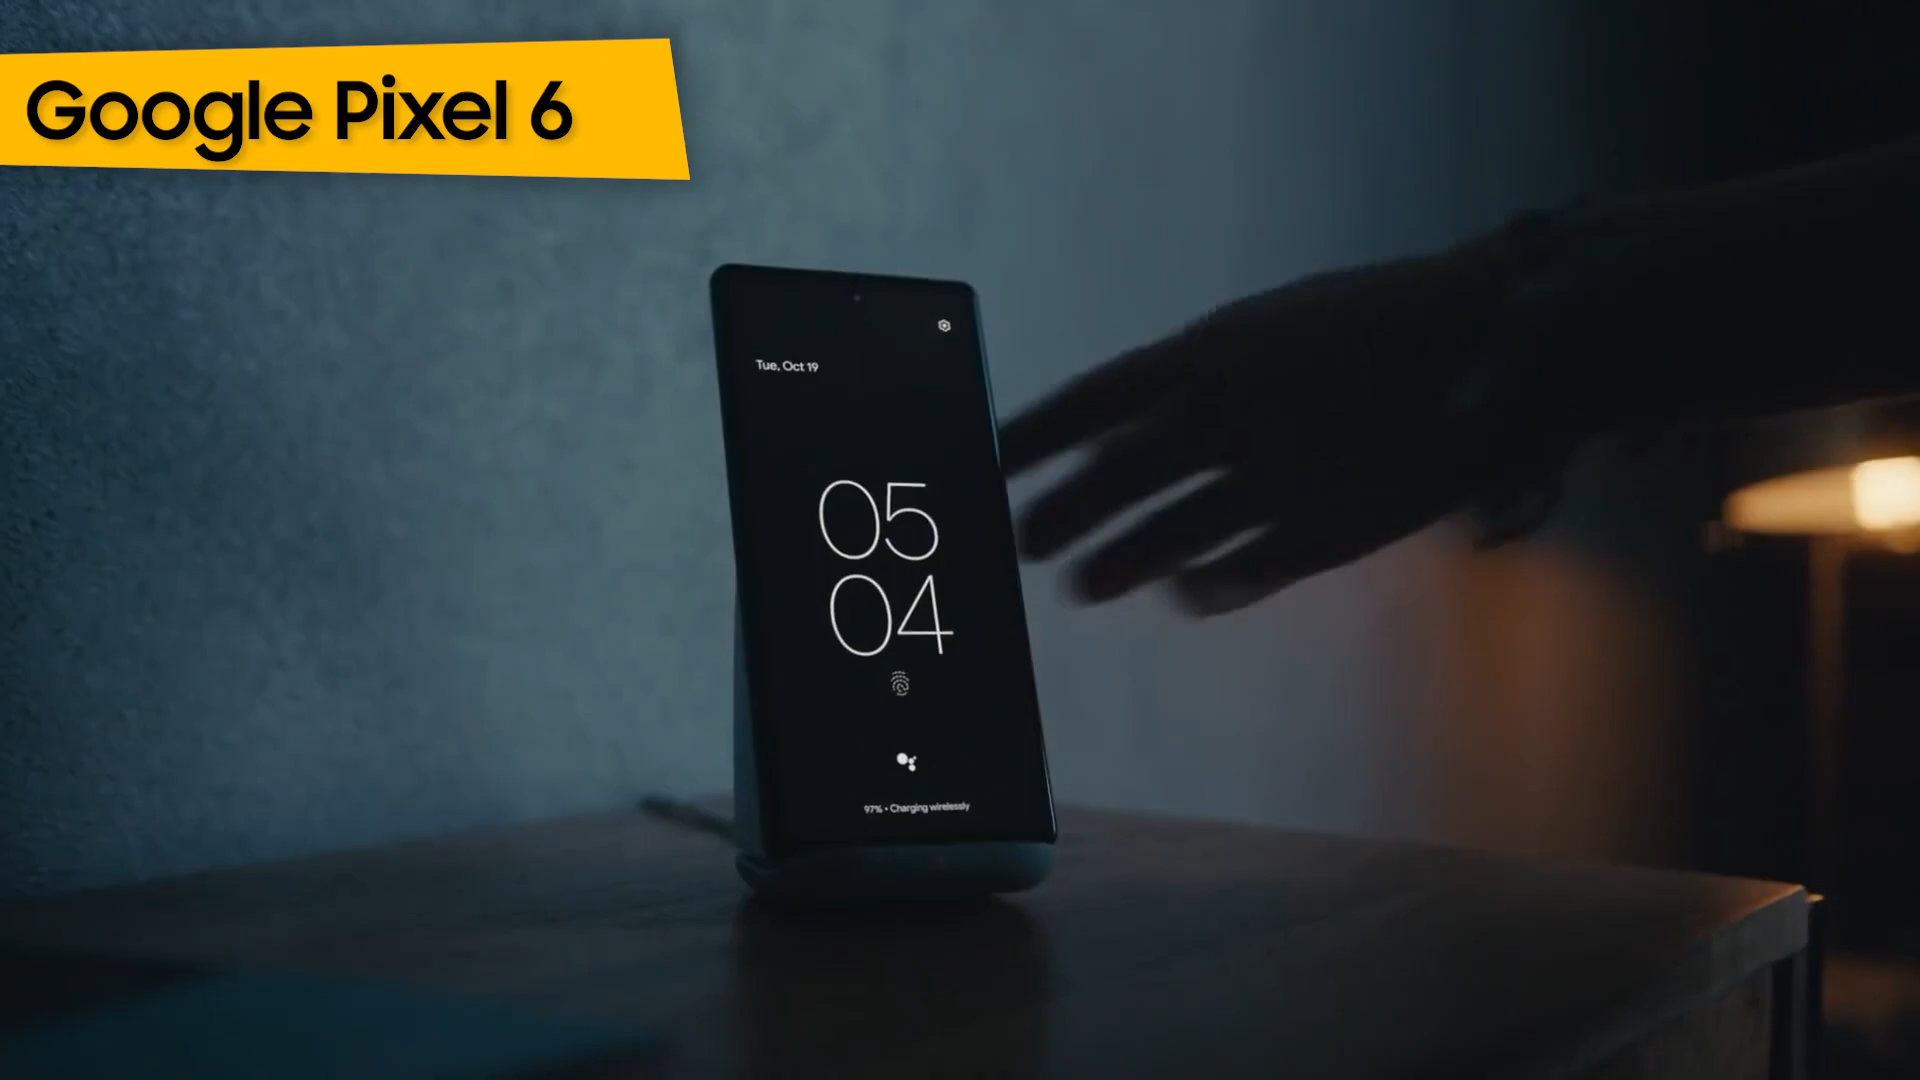 Google Pixel 6
Tue, Oct 19
05
04
97% • Charging wirelessly